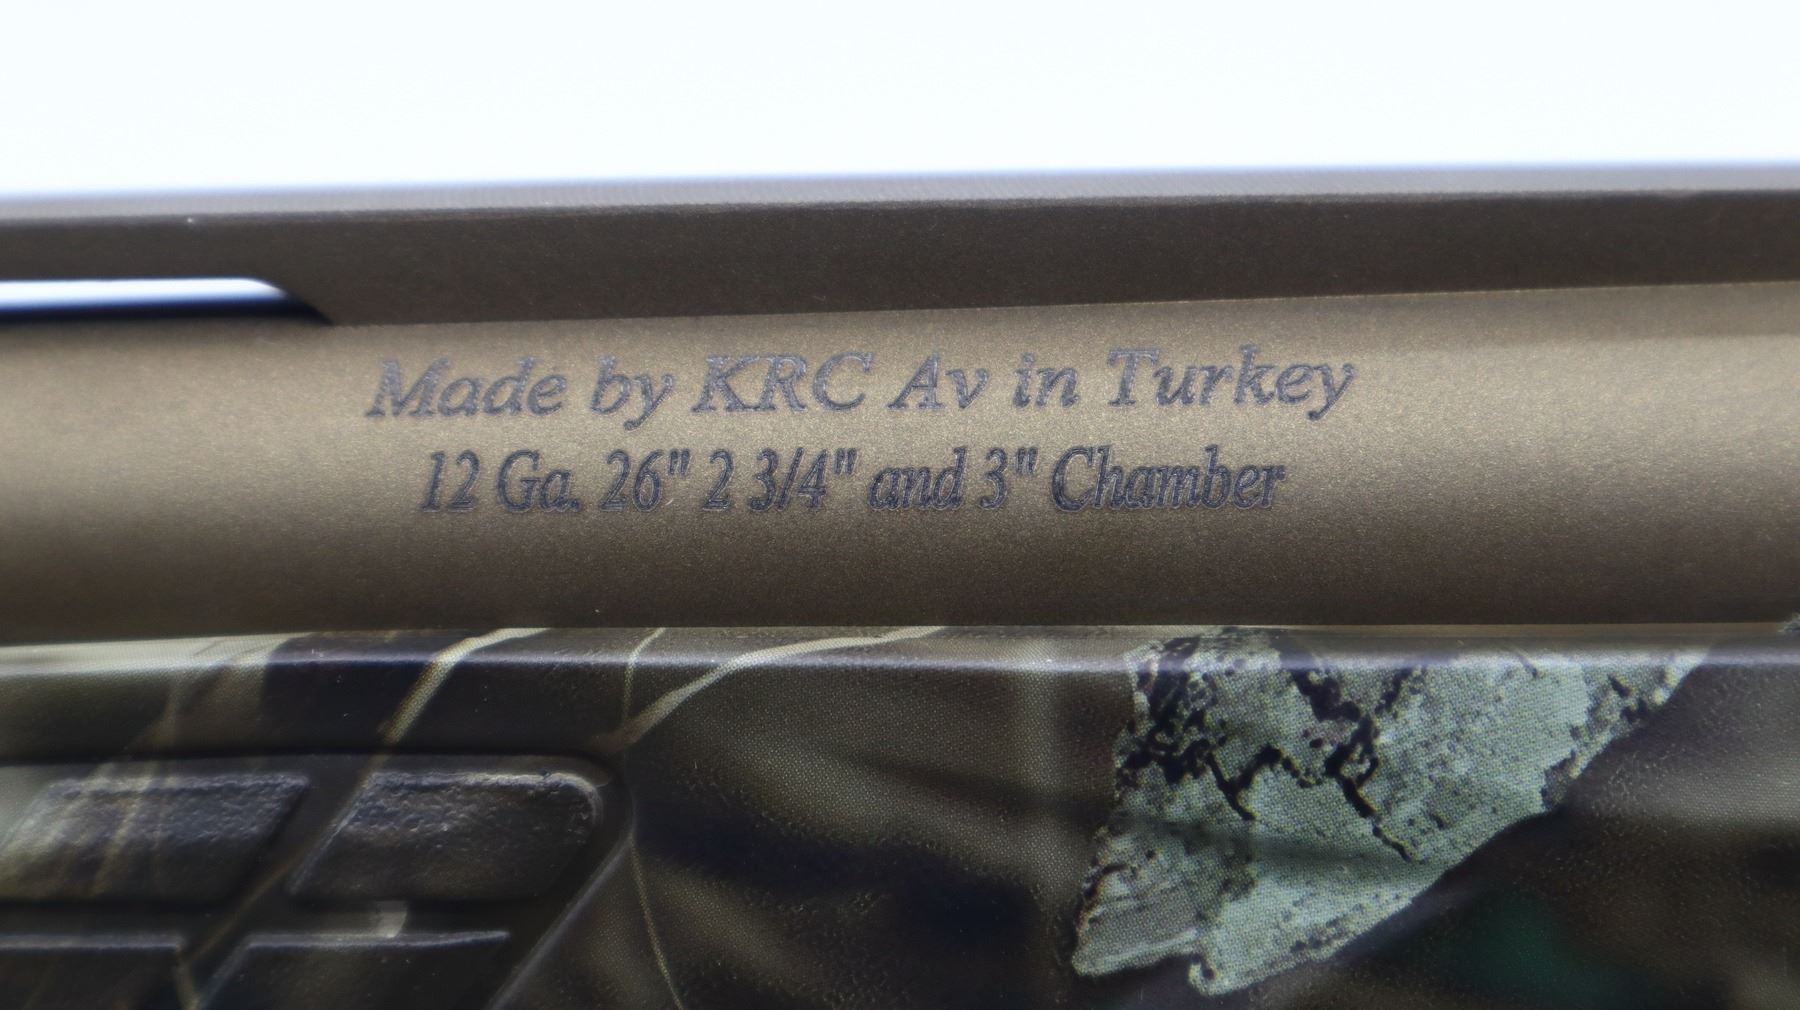 Made by KRC Av in Turkey
12 Ga. 26" 2 3/4" and 3" Chamber